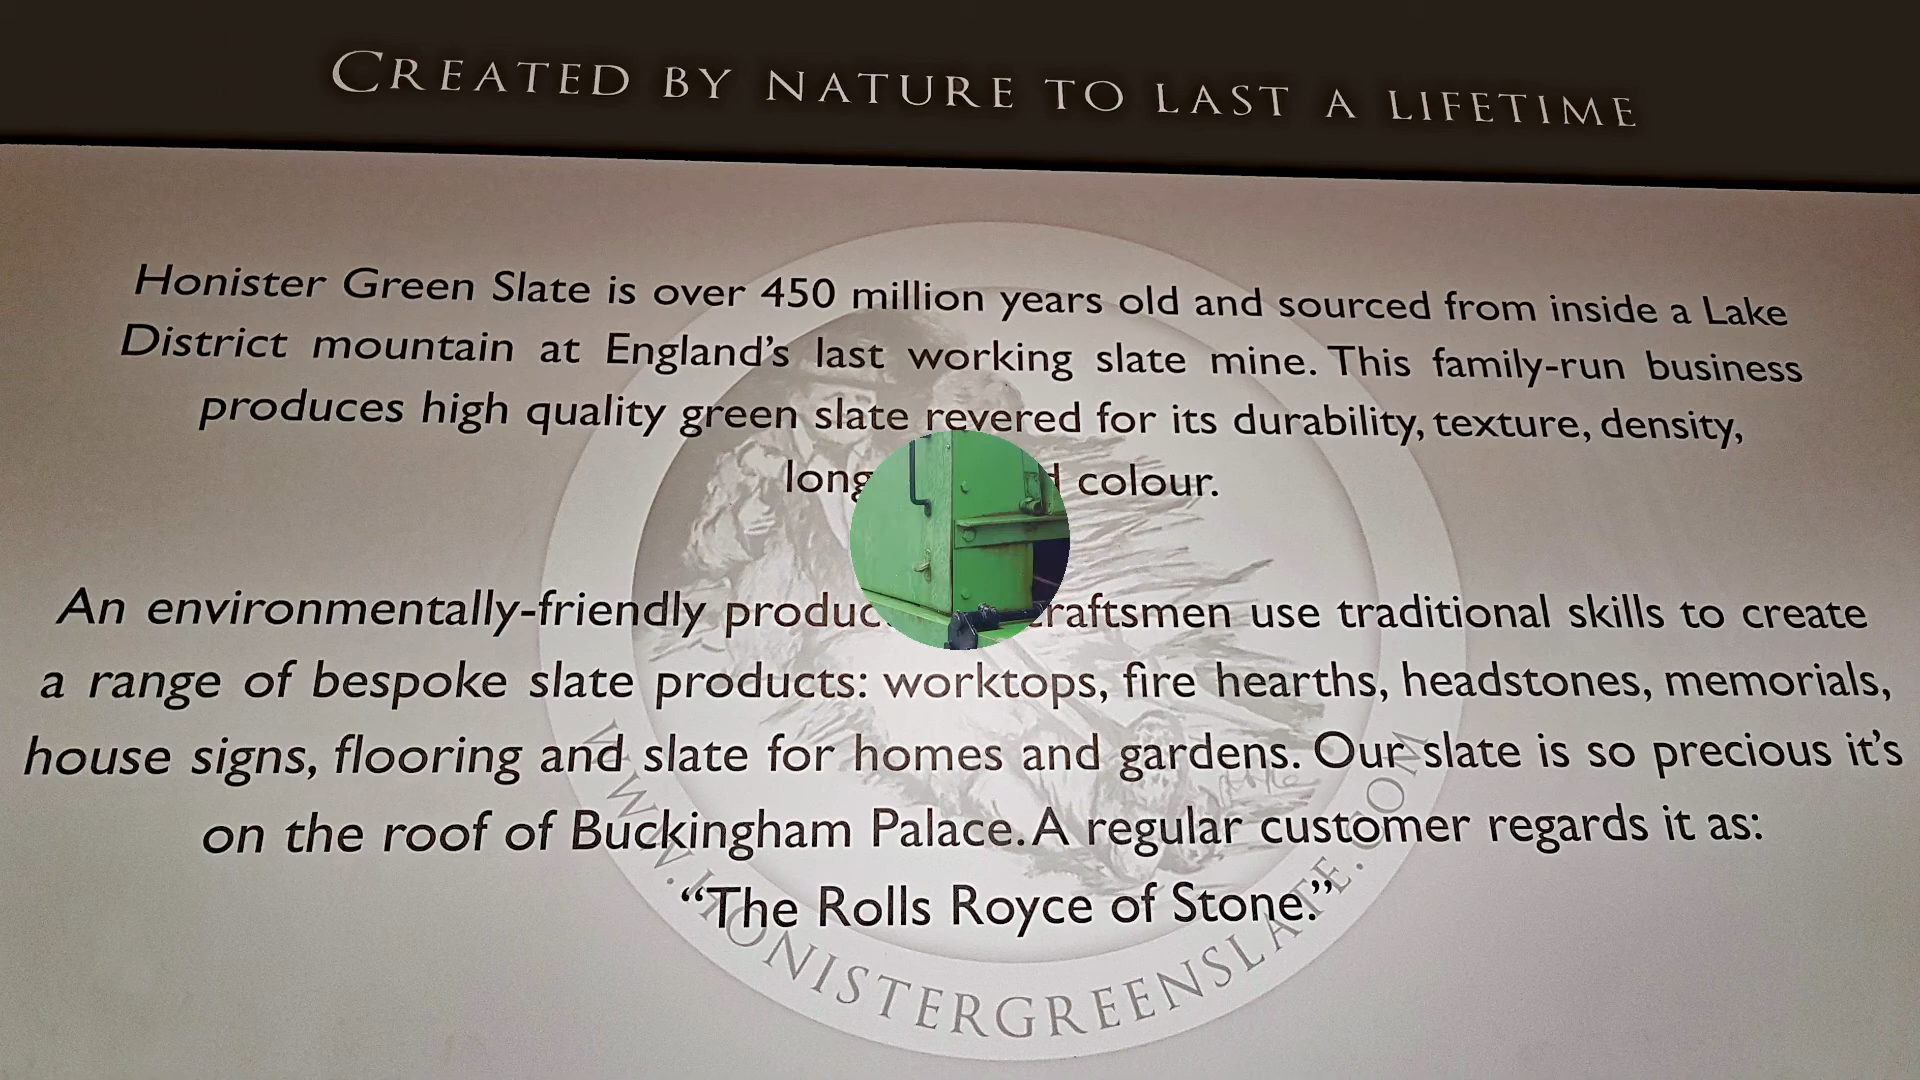 CREATED BY NATURE TO LAST A LIFETIME
Honister Green Slate is over 450 million years old and sourced from inside a Lake
District mountain at England's last working slate mine. This family-run business
produces high quality green slate revered for its durability, texture, density,
colour.
An environmentally-friendly use traditional skills to create
a range of bespoke slate products: worktops, fire hearths, headstones, memorials,
house signs, flooring and slate for homes and gardens. Our slate is so precious it's
on the roof of Buckingham Palace. A regular customer regards it as:
“The Rolls Royce of Stone.”
WWW.HONISTERGREENSLATE.COM